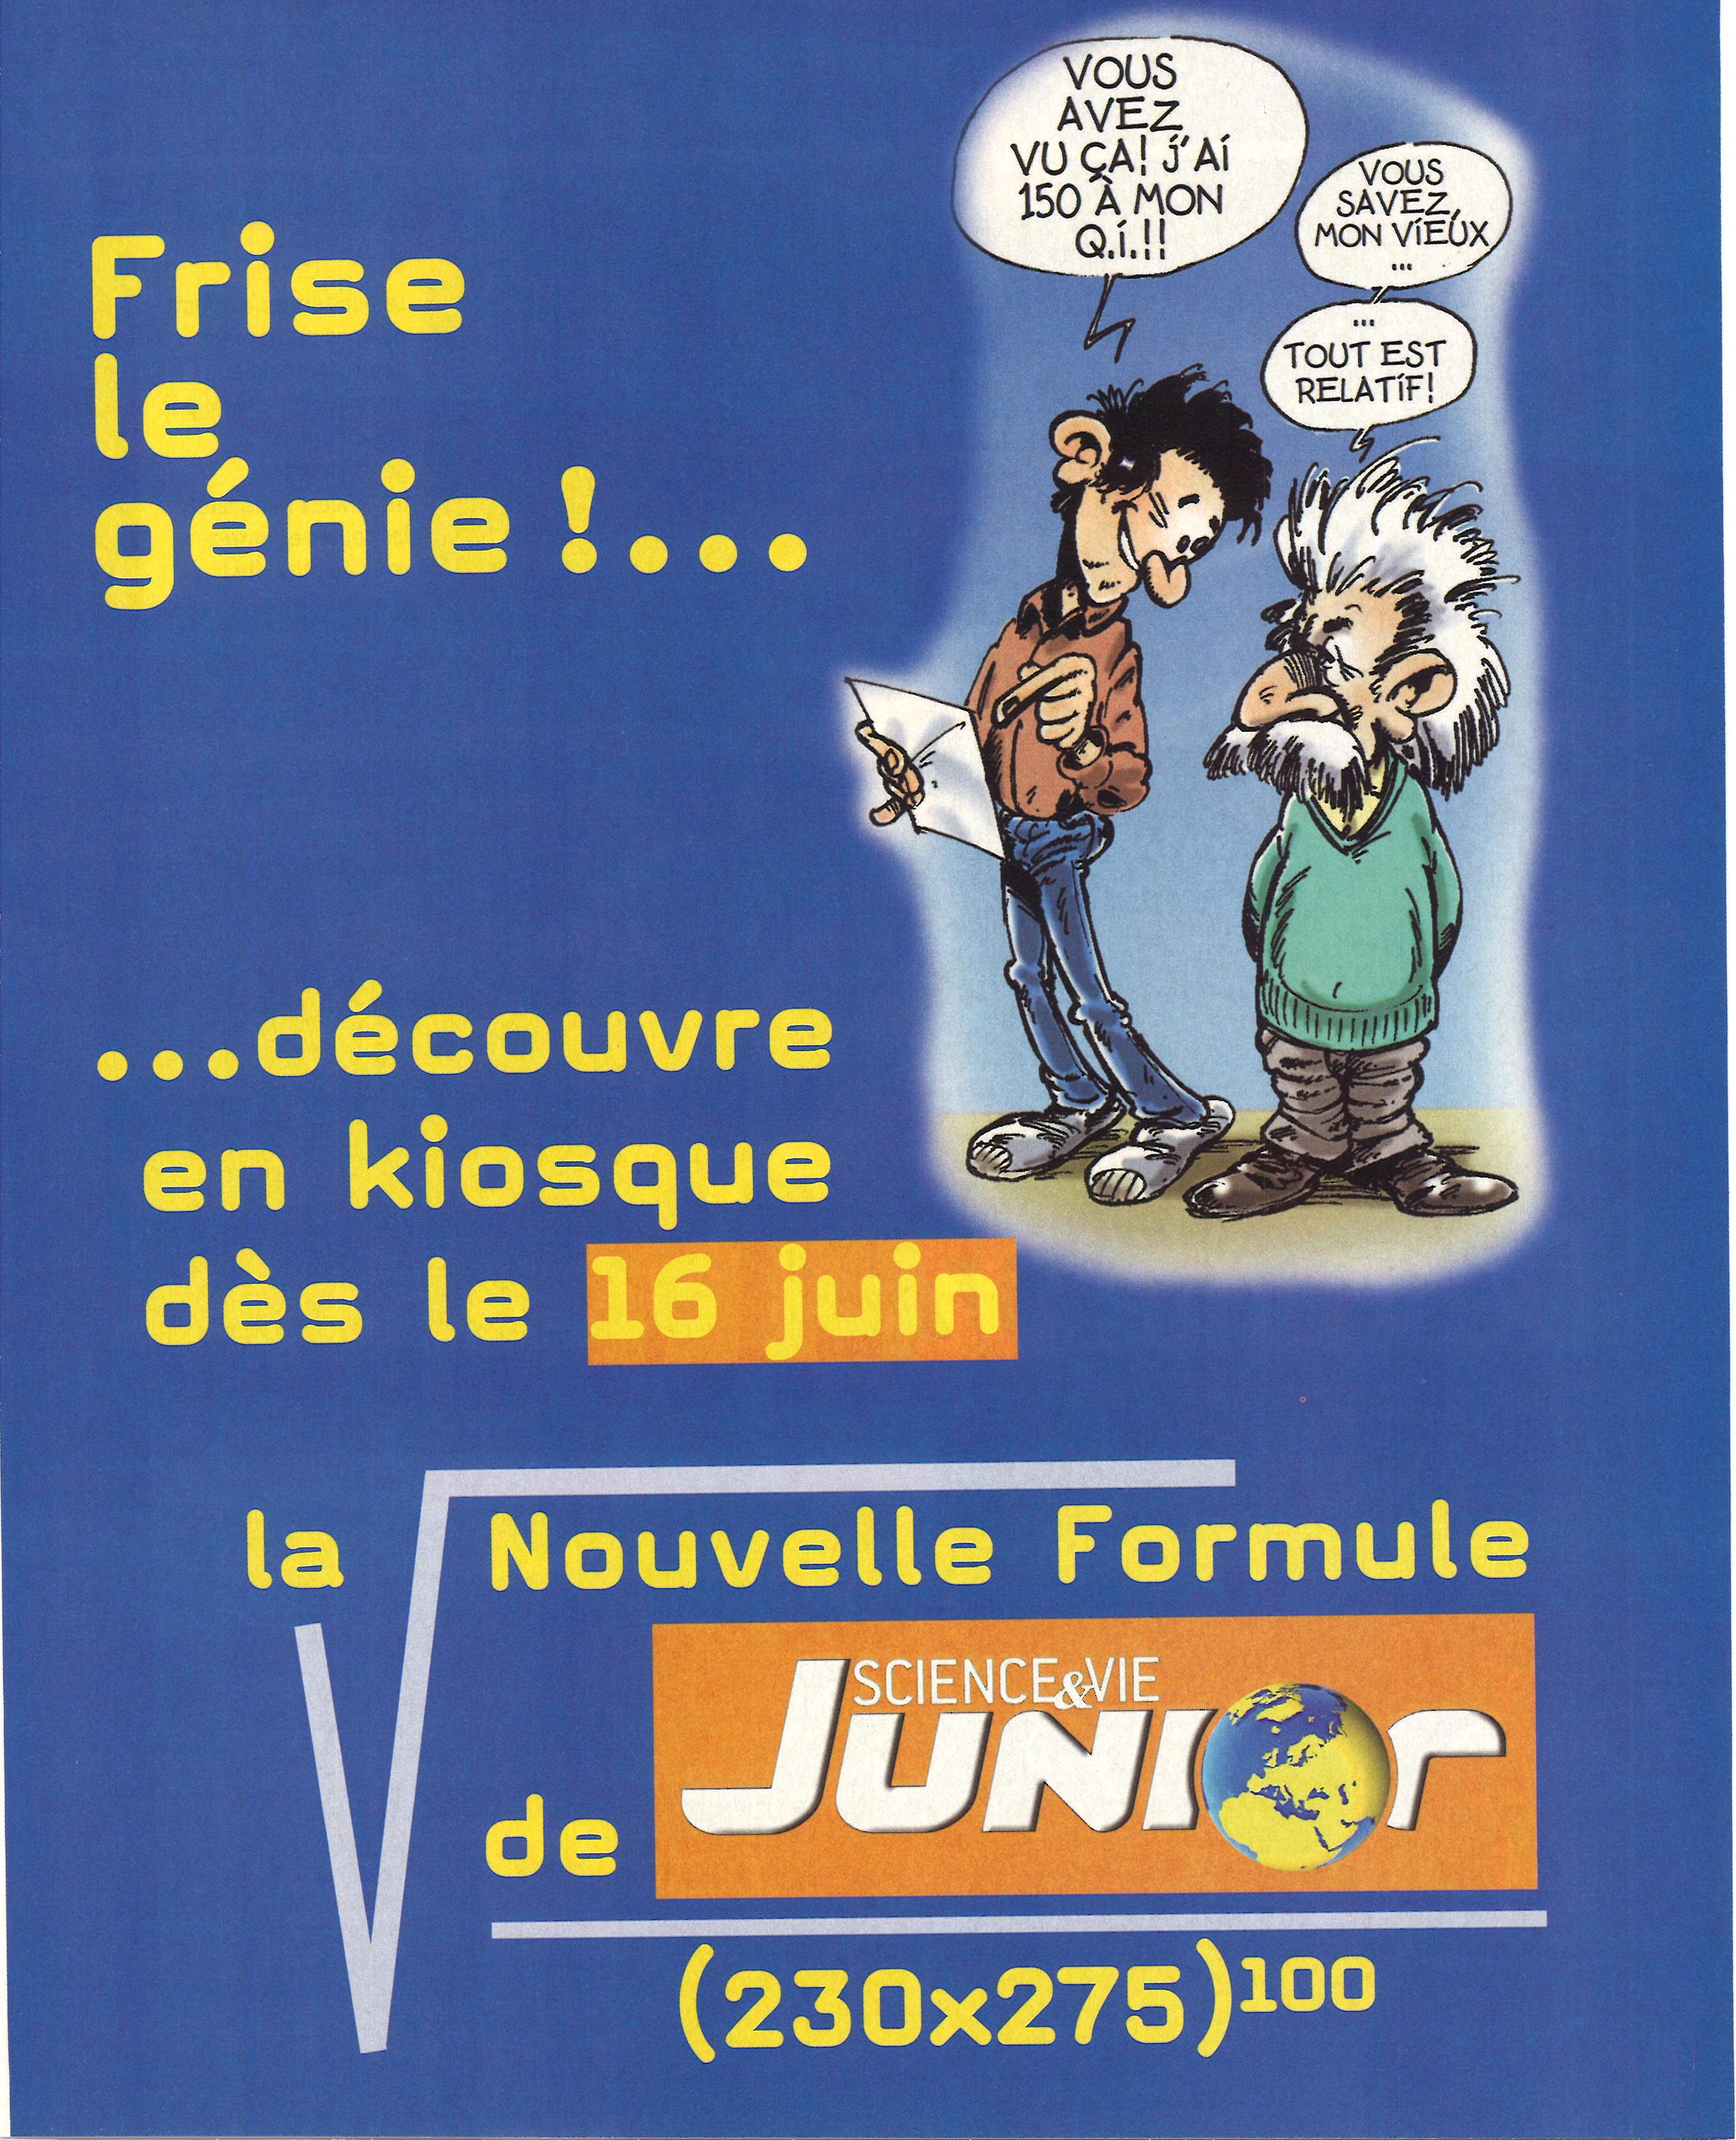 VOUS
AVEZ
VU ÇA! J'AI
150 À MON
Q.I.!!
VOUS
SAVEZ,
MON VIEUX
...
...
TOUT EST
RELATIF!
Frise
le
génie !...
...découvre
en kiosque
dès le 16 juin
la √ Nouvelle Formule
de SCIENCE&VIE
JUNIOR
(230x275)¹⁰⁰